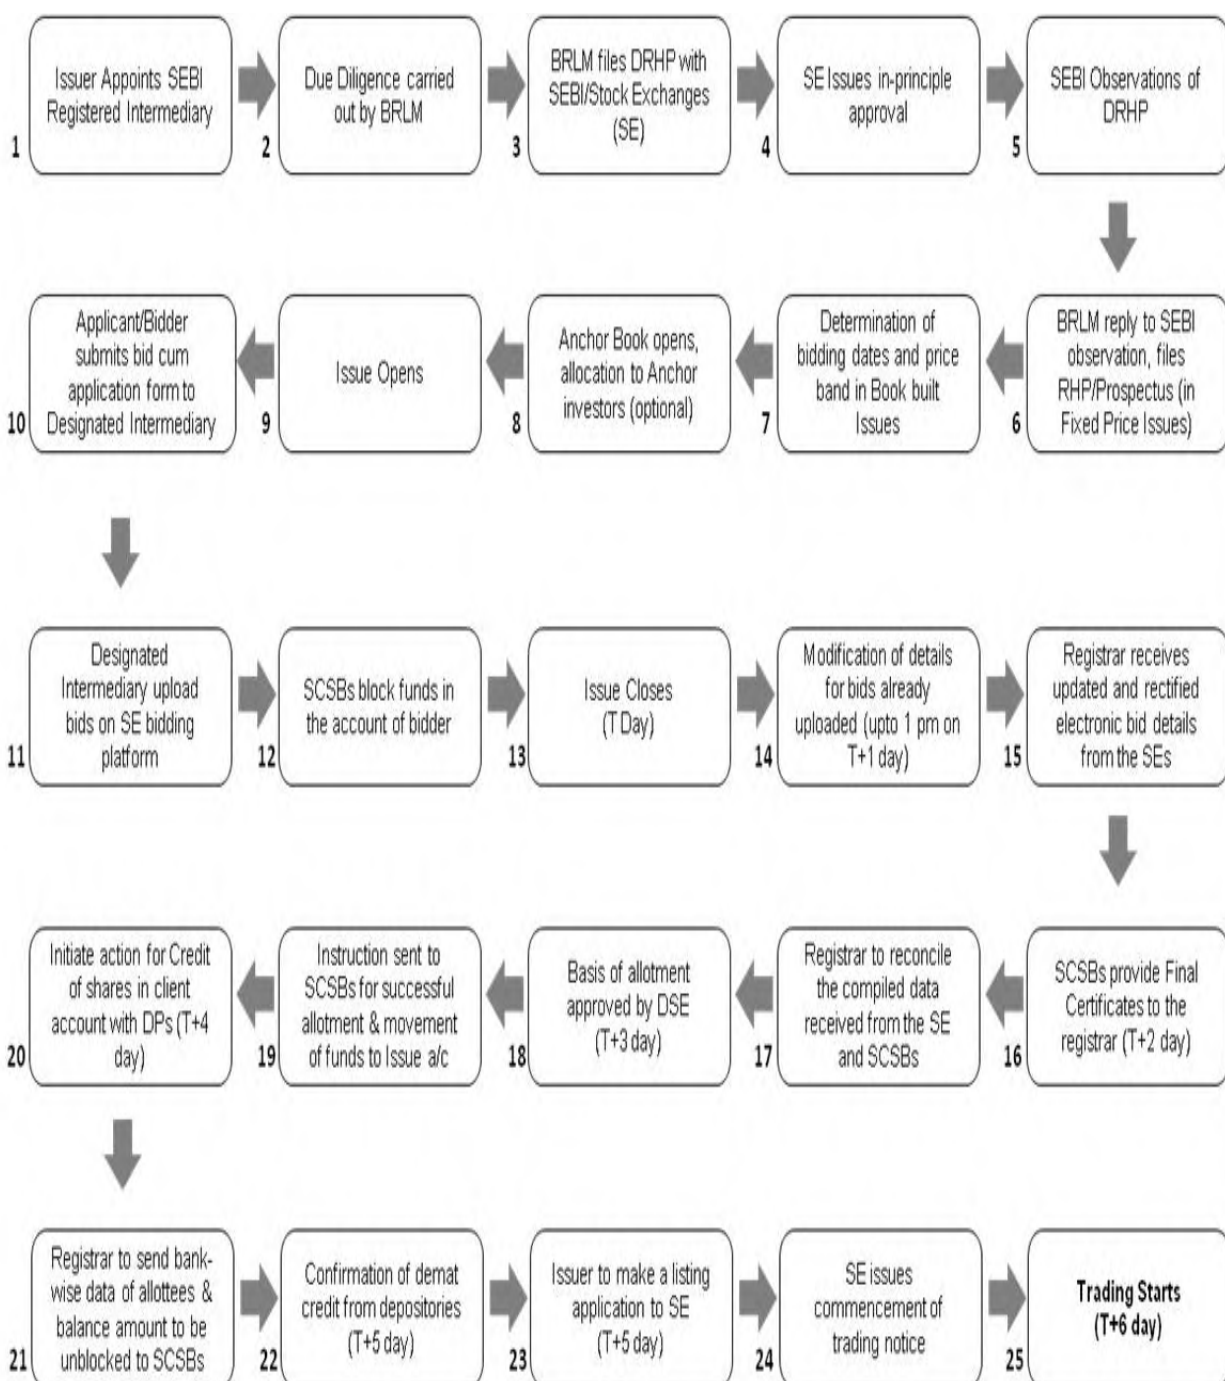 Issuer Appoints SEBI
Registered Intermediary
1
Due Diligence carried
out by BRLM
2
BRLM files DRHP with
SEBI/Stock Exchanges
(SE)
3
SE Issues in-principle
approval
4
SEBI Observations of
DRHP
5
BRLM reply to SEBI
observation, files
RHP/Prospectus (in
Fixed Price Issues)
6
Determination of
bidding dates and price
band in Book built
Issues
7
Anchor Book opens,
allocation to Anchor
investors (optional)
8
Issue Opens
9
Applicant/Bidder
submits bid cum
application form to
Designated Intermediary
10
Designated
Intermediary upload
bids on SE bidding
platform
11
SCSBs block funds in
the account of bidder
12
Issue Closes
(T Day)
13
Modification of details
for bids already
uploaded (upto 1 pm on
T+1 day)
14
Registrar receives
updated and rectified
electronic bid details
from the SEs
15
SCSBs provide Final
Certificates to the
registrar (T+2 day)
16
Registrar to reconcile
the compiled data
received from the SE
and SCSBs
17
Basis of allotment
approved by DSE
(T+3 day)
18
Instruction sent to
SCSBs for successful
allotment & movement
of funds to Issue a/c
19
Initiate action for Credit
of shares in client
account with DPs (T+4
day)
20
Registrar to send bank-
wise data of allottees &
balance amount to be
unblocked to SCSBs
21
Confirmation of demat
credit from depositories
(T+5 day)
22
Issuer to make a listing
application to SE
(T+5 day)
23
SE issues
commencement of
trading notice
24
Trading Starts
(T+6 day)
25